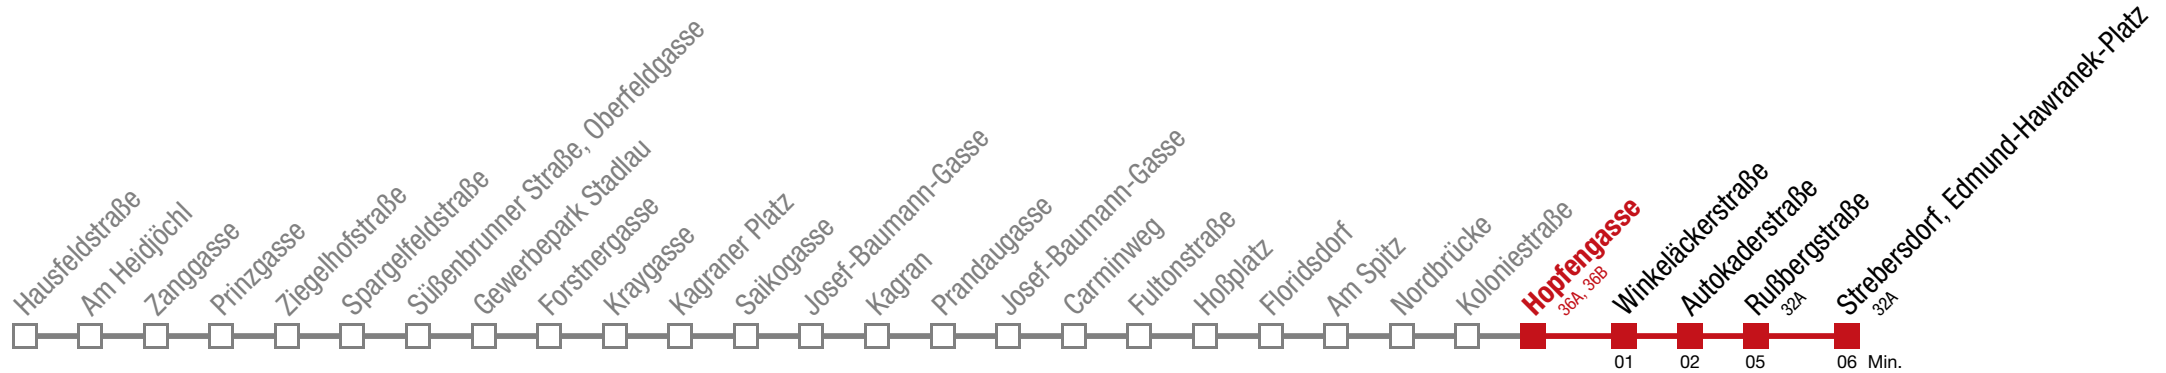 Hausfeldstraße
Am Heidjöchl
Zanggasse
Prinzgasse
Ziegelhofstraße
Spargelfeldstraße
Süßenbrunner Straße, Oberfeldgasse
Gewerbepark Stadlau
Forstnergasse
Kraygasse
Kagraner Platz
Saikogasse
Josef-Baumann-Gasse
Kagran
Prandaugasse
Josef-Baumann-Gasse
Carminweg
Fultonstraße
Hoßplatz
Floridsdorf
Am Spitz
Nordbrücke
Koloniestraße
Hopfengasse
36A, 36B
Winkeläckerstraße
Autokaderstraße
Rußbergstraße
32A
Strebersdorf, Edmund-Hawranek-Platz
32A
01 02 05 06 Min.